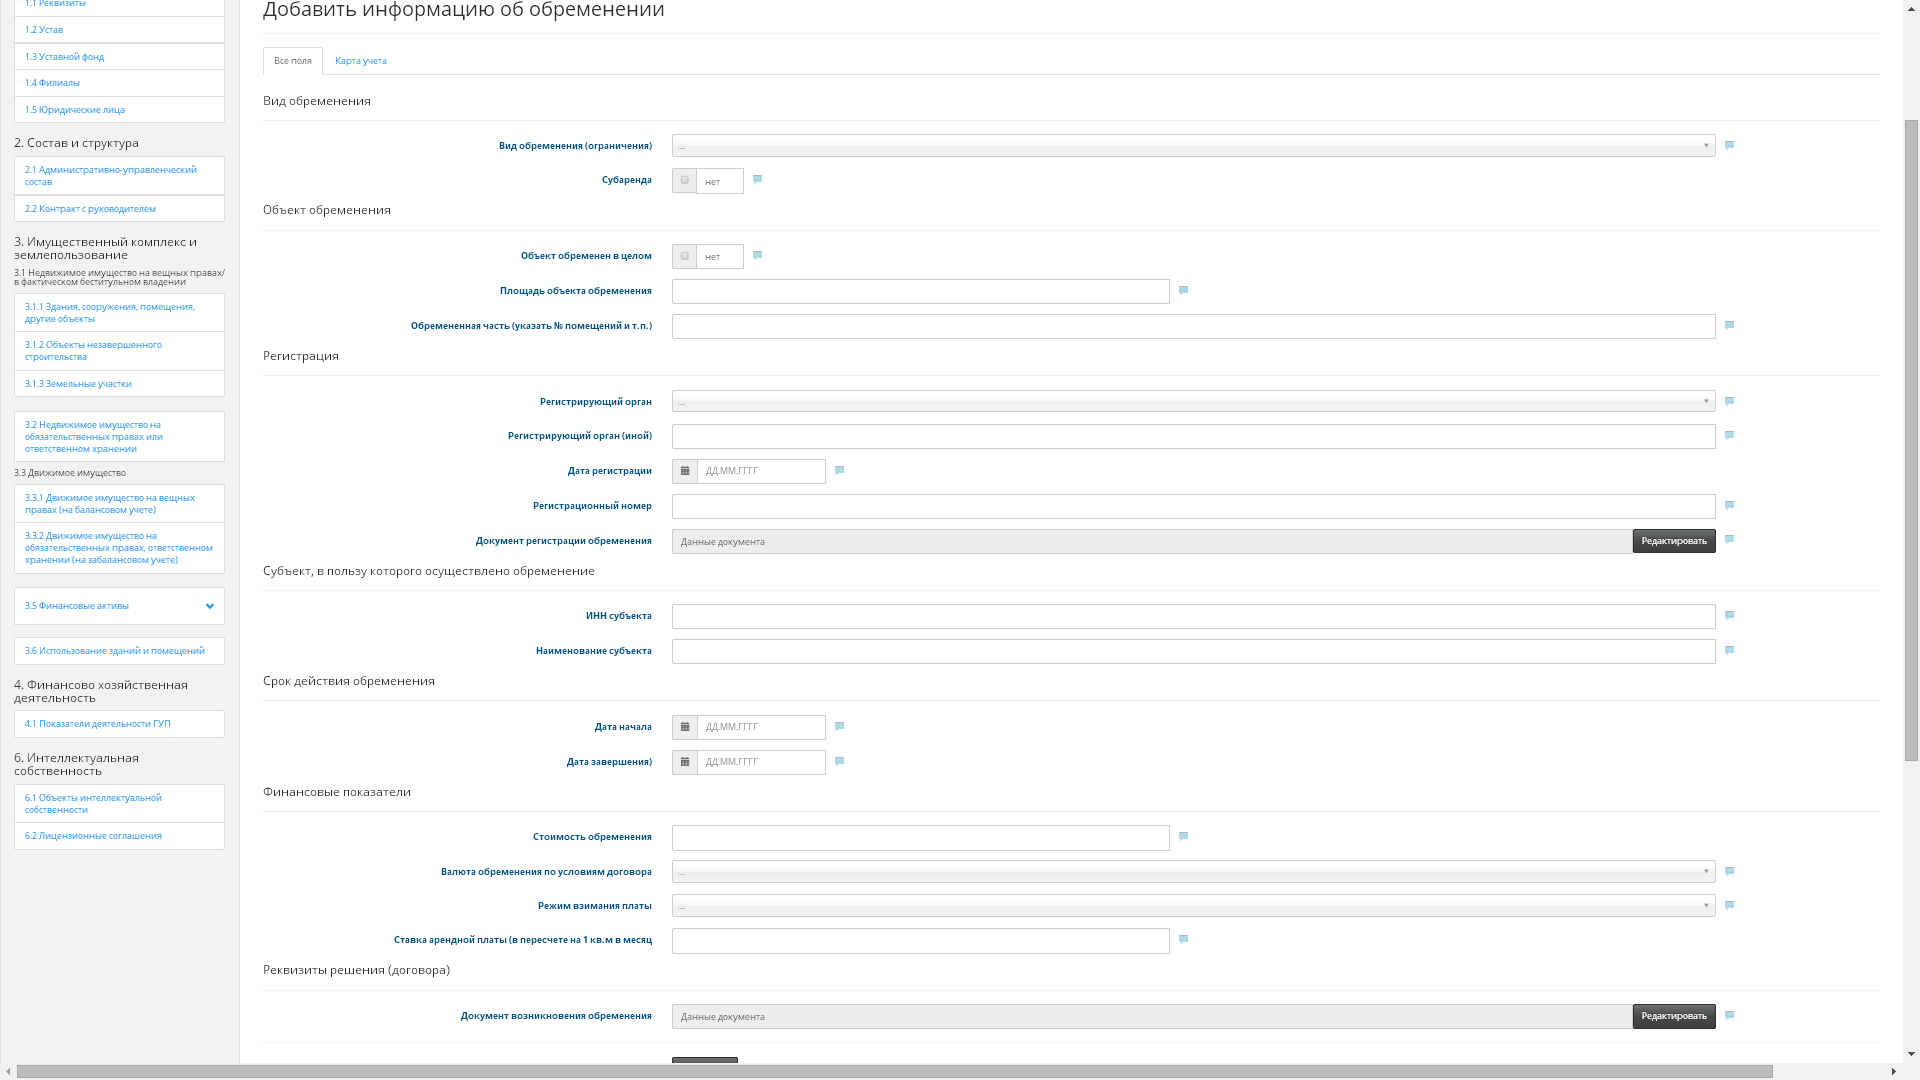 1.1 Реквизиты
1.2 Устав
1.3 Уставной фонд
1.4 Филиалы
1.5 Юридические лица
2. Состав и структура
2.1 Административно-управленческий
состав
2.2 Контракт с руководителем
3. Имущественный комплекс и
землепользование
3.1 Недвижимое имущество на вещных правах/
в фактическом беститульном владении
3.1.1 Здания, сооружения, помещения,
другие объекты
3.1.2 Объекты незавершенного
строительства
3.1.3 Земельные участки
3.2 Недвижимое имущество на
обязательственных правах или
ответственном хранении
3.3 Движимое имущество
3.3.1 Движимое имущество на вещных
правах (на балансовом учете)
3.3.2 Движимое имущество на
обязательственных правах, ответственном
хранении (на забалансовом учете)
3.5 Финансовые активы
3.6 Использование зданий и помещений
4. Финансово хозяйственная
деятельность
4.1 Показатели деятельности ГУП
6. Интеллектуальная
собственность
6.1 Объекты интеллектуальной
собственности
6.2 Лицензионные соглашения
Добавить информацию об обременении
Все поля Карта учета
Вид обременения
Вид обременения (ограничения) ...
Субаренда нет
Объект обременения
Объект обременен в целом нет
Площадь объекта обременения
Обремененная часть (указать № помещений и т.п.)
Регистрация
Регистрирующий орган ...
Регистрирующий орган (иной)
Дата регистрации ДД.ММ.ГГГГ
Регистрационный номер
Документ регистрации обременения Данные документа Редактировать
Субъект, в пользу которого осуществлено обременение
ИНН субъекта
Наименование субъекта
Срок действия обременения
Дата начала ДД.ММ.ГГГГ
Дата завершения) ДД.ММ.ГГГГ
Финансовые показатели
Стоимость обременения
Валюта обременения по условиям договора ...
Режим взимания платы ...
Ставка арендной платы (в пересчете на 1 кв.м в месяц
Реквизиты решения (договора)
Документ возникновения обременения Данные документа Редактировать